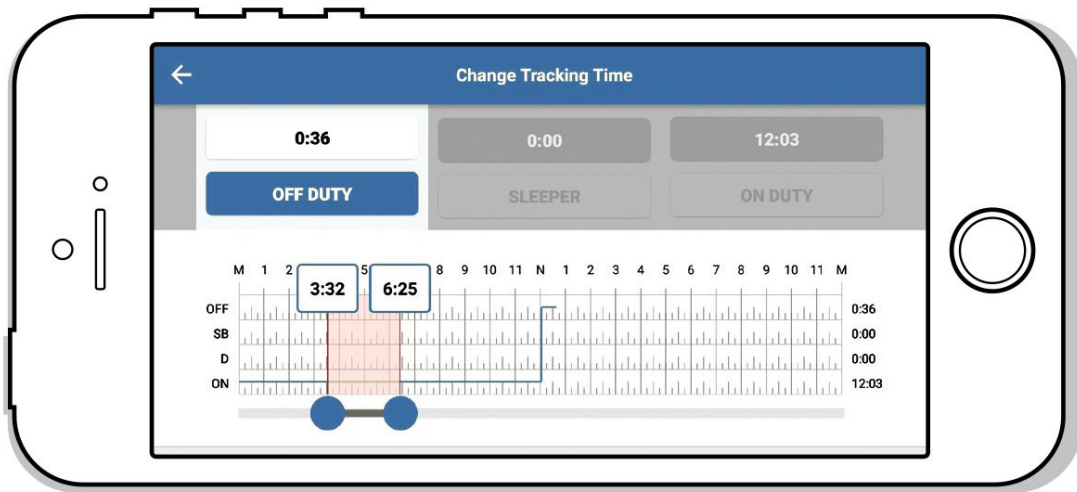 Change Tracking Time
0:36 0:00 12:03
OFF DUTY SLEEPER ON DUTY
M 1 2 5 8 9 10 11 N 1 2 3 4 5 6 7 8 9 10 11 M
3:32 6:25
OFF 0:36
SB 0:00
D 0:00
ON 12:03